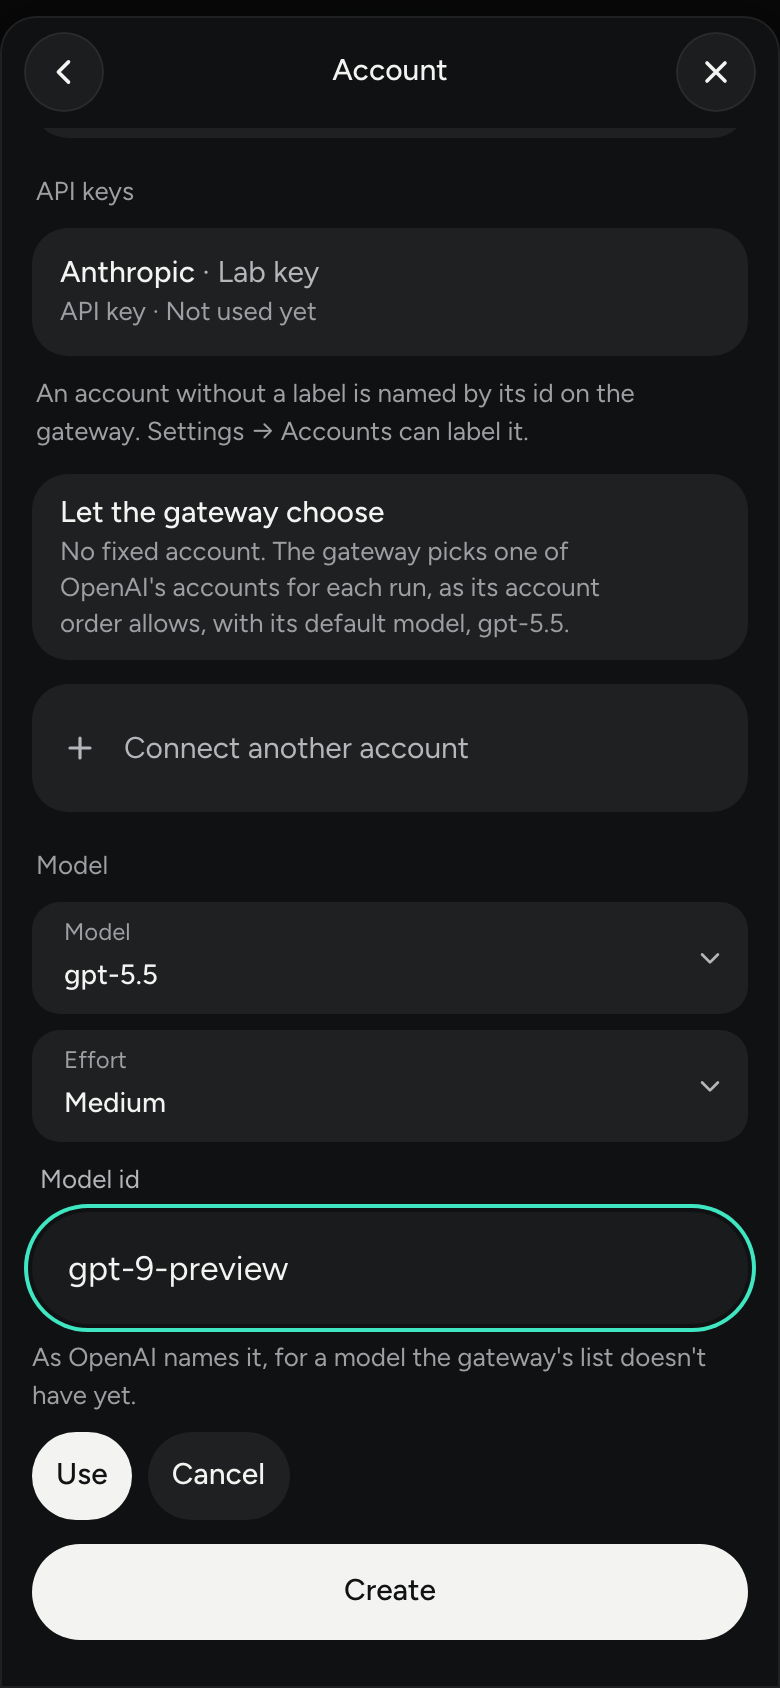 Account
API keys
Anthropic · Lab key
API key · Not used yet
An account without a label is named by its id on the
gateway. Settings → Accounts can label it.
Let the gateway choose
No fixed account. The gateway picks one of
OpenAI's accounts for each run, as its account
order allows, with its default model, gpt-5.5.
Connect another account
Model
Model
gpt-5.5
Effort
Medium
Model id
gpt-9-preview
As OpenAI names it, for a model the gateway's list doesn't
have yet.
Use
Cancel
Create